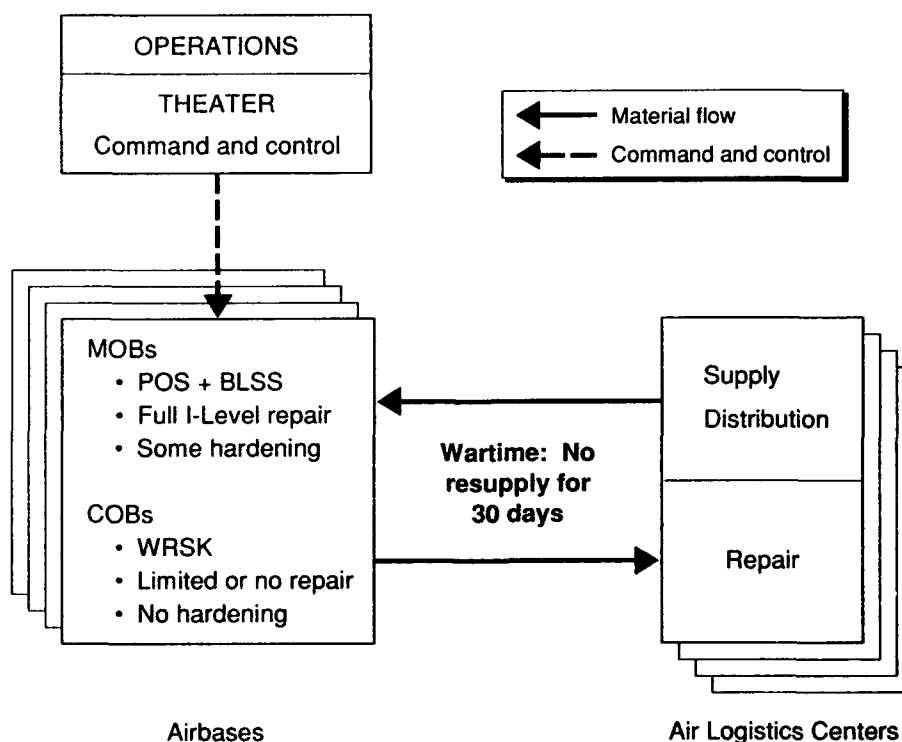 OPERATIONS
THEATER
Command and control
Material flow
Command and control
MOBs
• POS + BLSS
• Full I-Level repair
• Some hardening
COBs
• WRSK
• Limited or no repair
• No hardening
Wartime: No
resupply for
30 days
Supply
Distribution
Repair
Airbases
Air Logistics Centers